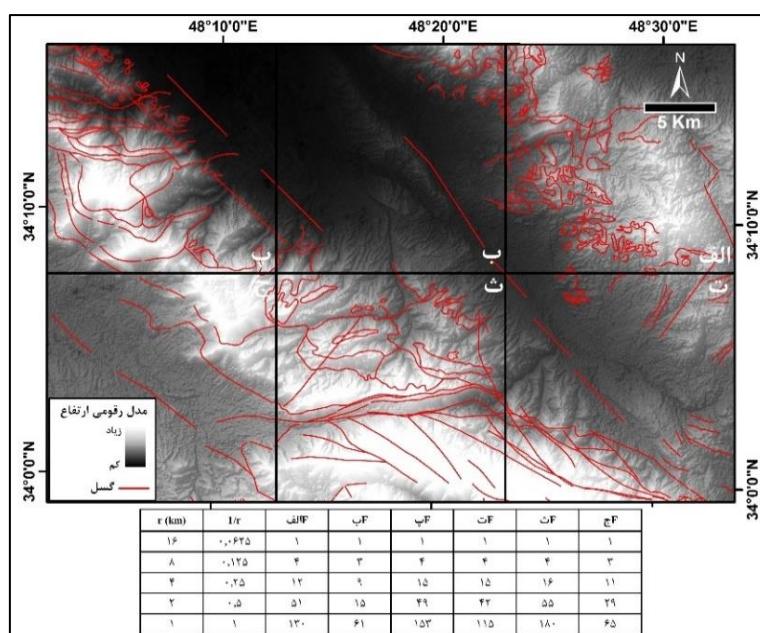 48°10'0"E 48°20'0"E 48°30'0"E
N
5 Km
34°10'0"N 34°10'0"N
پ ب الف
ج ث ت
مدل رقومی ارتفاع
زیاد
کم
گسل
34°0'0"N 34°0'0"N
r (km) 1/r Fالف Fب Fپ Fت Fث Fج
۱۶ ۰,۰۶۲۵ ۱ ۱ ۱ ۱ ۱ ۱
۸ ۰,۱۲۵ ۴ ۳ ۴ ۴ ۴ ۳
۴ ۰,۲۵ ۱۲ ۹ ۱۵ ۱۵ ۱۶ ۱۱
۲ ۰,۵ ۵۱ ۱۵ ۴۹ ۴۲ ۵۵ ۲۹
۱ ۱ ۱۳۰ ۶۱ ۱۵۳ ۱۱۵ ۱۸۰ ۶۵